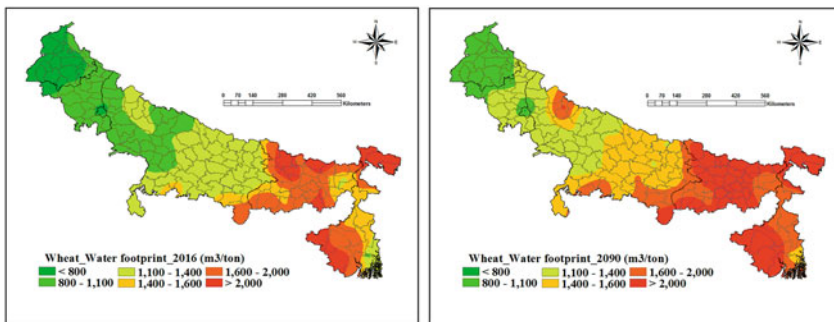 N
W E
S
0 70 140 280 420 560
Kilometers
Wheat_Water footprint_2016 (m3/ton)
< 800 1,100 - 1,400 1,600 - 2,000
800 - 1,100 1,400 - 1,600 > 2,000
N
W E
S
0 70 140 280 420 560
Kilometers
Wheat_Water footprint_2090 (m3/ton)
< 800 1,100 - 1,400 1,600 - 2,000
800 - 1,100 1,400 - 1,600 > 2,000